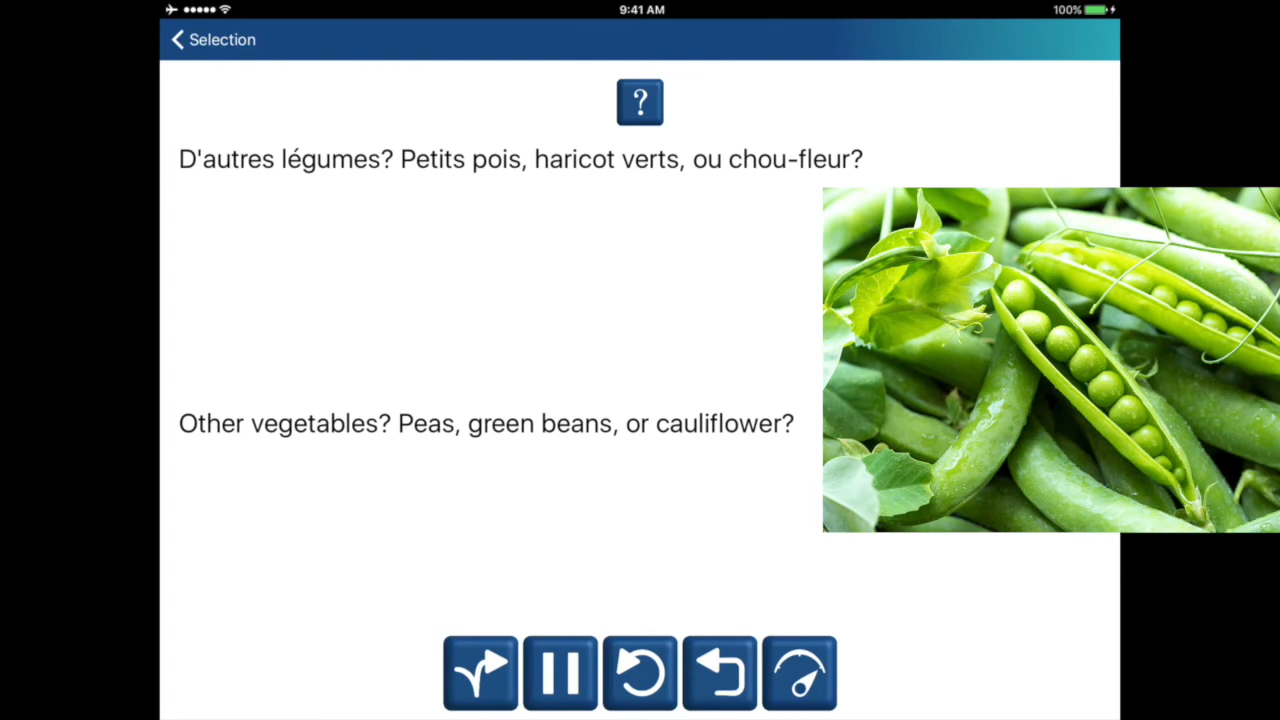 9:41 AM
100%
Selection
?
D'autres légumes? Petits pois, haricot verts, ou chou-fleur?
Other vegetables? Peas, green beans, or cauliflower?